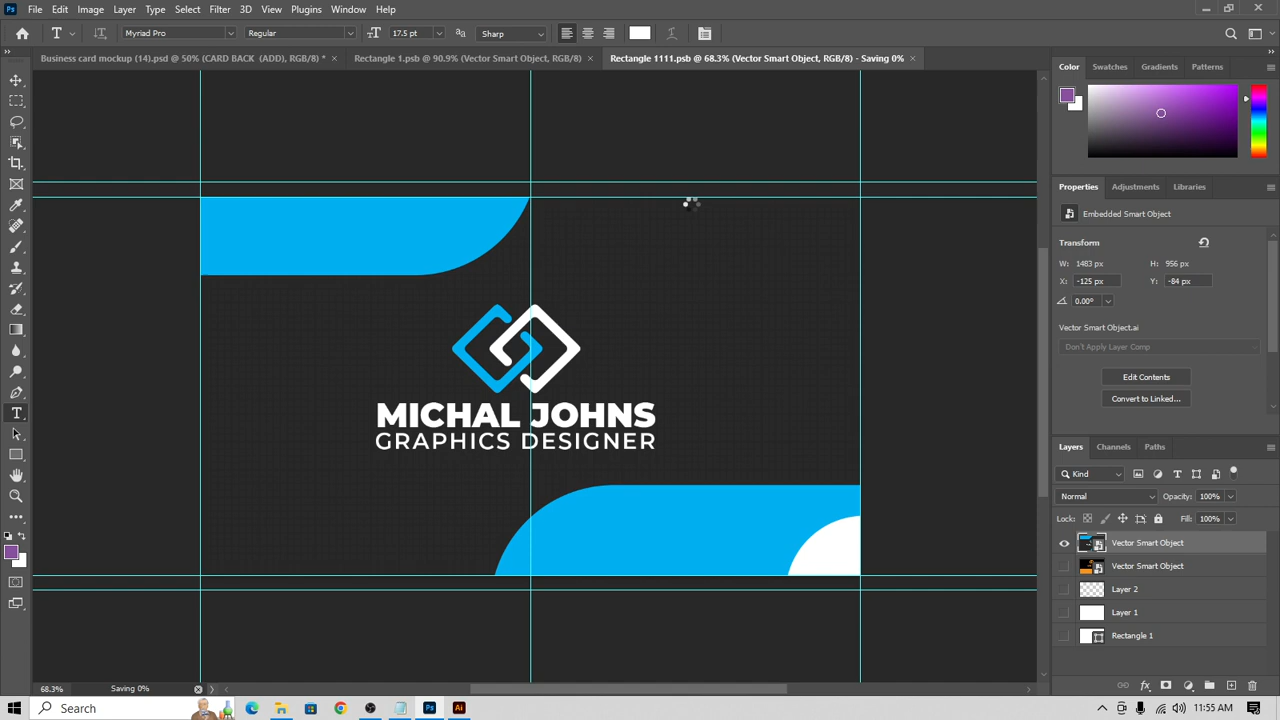 Ps File Edit Image Layer Type Select Filter 3D View Plugins Window Help
T Myriad Pro Regular 17.5 pt Sharp
Business card mockup (14).psd @ 50% (CARD BACK (ADD), RGB/8) * × Rectangle 1.psb @ 90.9% (Vector Smart Object, RGB/8) × Rectangle 1111.psb @ 68.3% (Vector Smart Object, RGB/8) - Saving 0% ×
Color Swatches Gradients Patterns
Properties Adjustments Libraries
Embedded Smart Object
Transform
W: 1483 px H: 956 px
X: -125 px Y: -84 px
0.00°
Vector Smart Object.ai
Don't Apply Layer Comp
Edit Contents
Convert to Linked...
MICHAL JOHNS
GRAPHICS DESIGNER
Layers Channels Paths
Kind
Normal Opacity: 100%
Lock: Fill: 100%
Vector Smart Object
Vector Smart Object
Layer 2
Layer 1
Rectangle 1
68.3% Saving 0%
Search Ps Ai 11:55 AM